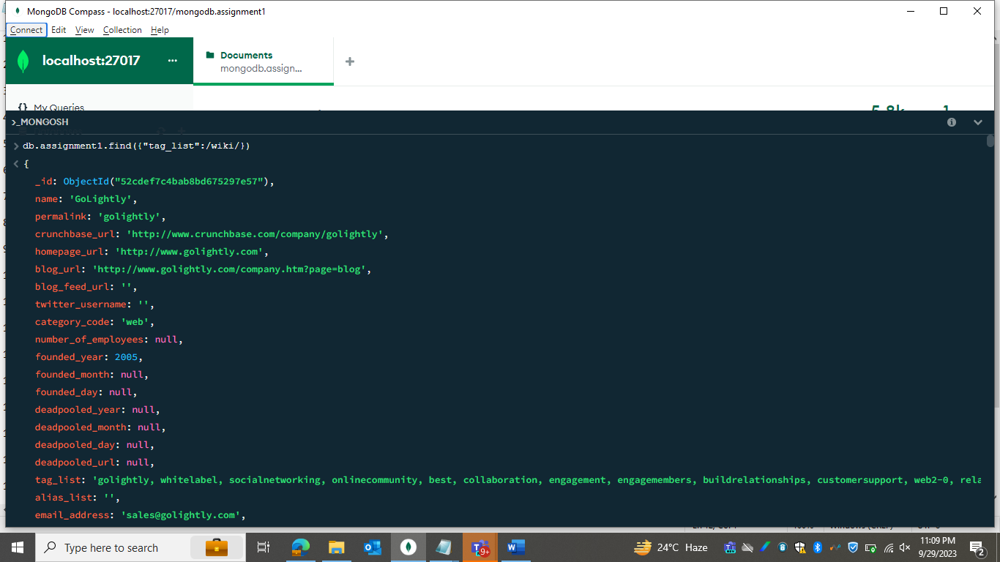 MongoDB Compass - localhost:27017/mongodb.assignment1
Connect Edit View Collection Help
localhost:27017 ...
Documents
mongodb.assign...
{} My Queries
5.8k 1
>_MONGOSH
> db.assignment1.find({"tag_list":/wiki/})
< {
_id: ObjectId("52cdef7c4bab8bd675297e57"),
name: 'GoLightly',
permalink: 'golightly',
crunchbase_url: 'http://www.crunchbase.com/company/golightly',
homepage_url: 'http://www.golightly.com',
blog_url: 'http://www.golightly.com/company.htm?page=blog',
blog_feed_url: '',
twitter_username: '',
category_code: 'web',
number_of_employees: null,
founded_year: 2005,
founded_month: null,
founded_day: null,
deadpooled_year: null,
deadpooled_month: null,
deadpooled_day: null,
deadpooled_url: null,
tag_list: 'golightly, whitelabel, socialnetworking, onlinecommunity, best, collaboration, engagement, engagemembers, buildrelationships, customersupport, web2-0, rela
alias_list: '',
email_address: 'sales@golightly.com',
Type here to search
9+
24°C Haze
11:09 PM
9/29/2023
2